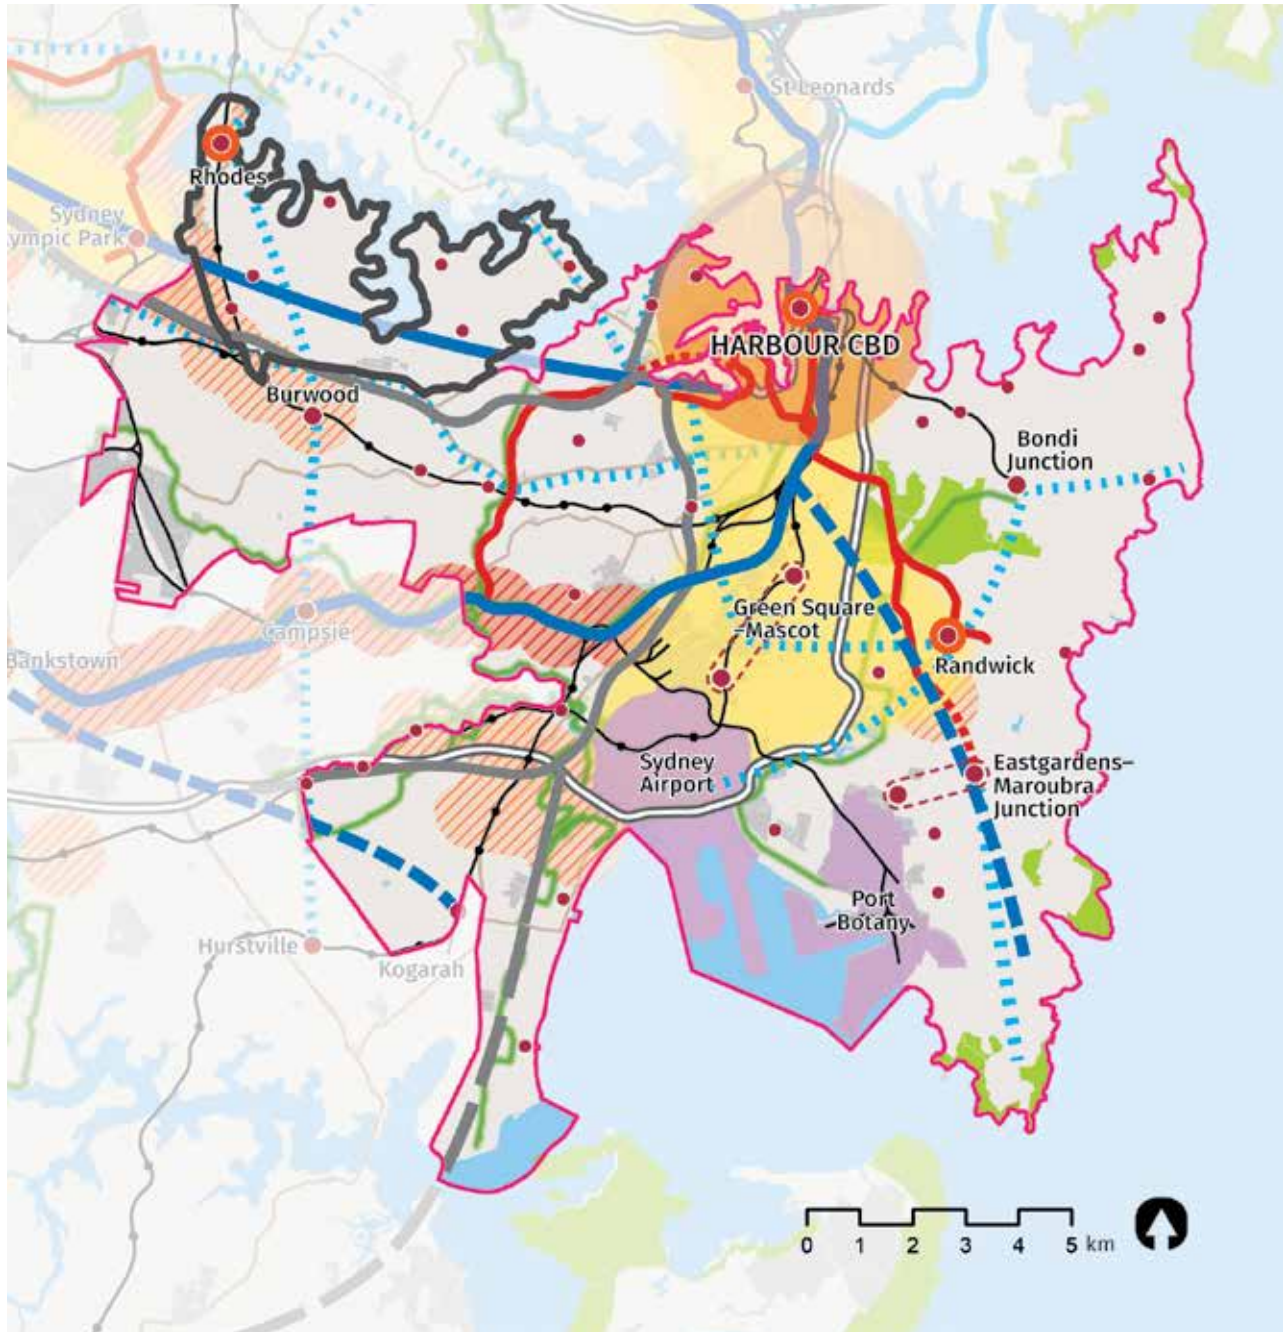 St Leonards
Rhodes
Sydney
lympic Park
HARBOUR CBD
Burwood
Bondi
Junction
Green Square
–Mascot
Campsie
Bankstown
Randwick
Sydney
Airport
Eastgardens–
Maroubra
Junction
Port
Botany
Hurstville
Kogarah
0 1 2 3 4 5 km